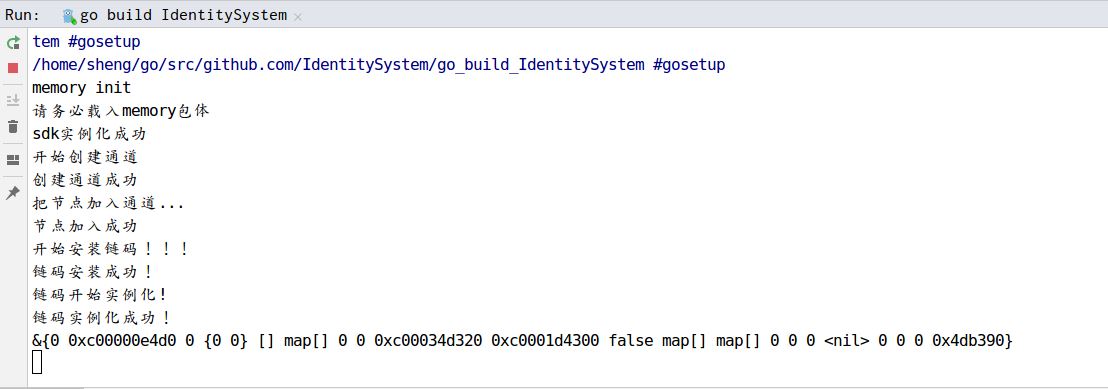 Run: go build IdentitySystem
tem #gosetup
/home/sheng/go/src/github.com/IdentitySystem/go_build_IdentitySystem #gosetup
memory init
请务必载入memory包体
sdk实例化成功
开始创建通道
创建通道成功
把节点加入通道...
节点加入成功
开始安装链码！！！
链码安装成功！
链码开始实例化!
链码实例化成功！
&{0 0xc00000e4d0 0 {0 0} [] map[] 0 0 0xc00034d320 0xc0001d4300 false map[] map[] 0 0 0 <nil> 0 0 0 0x4db390}